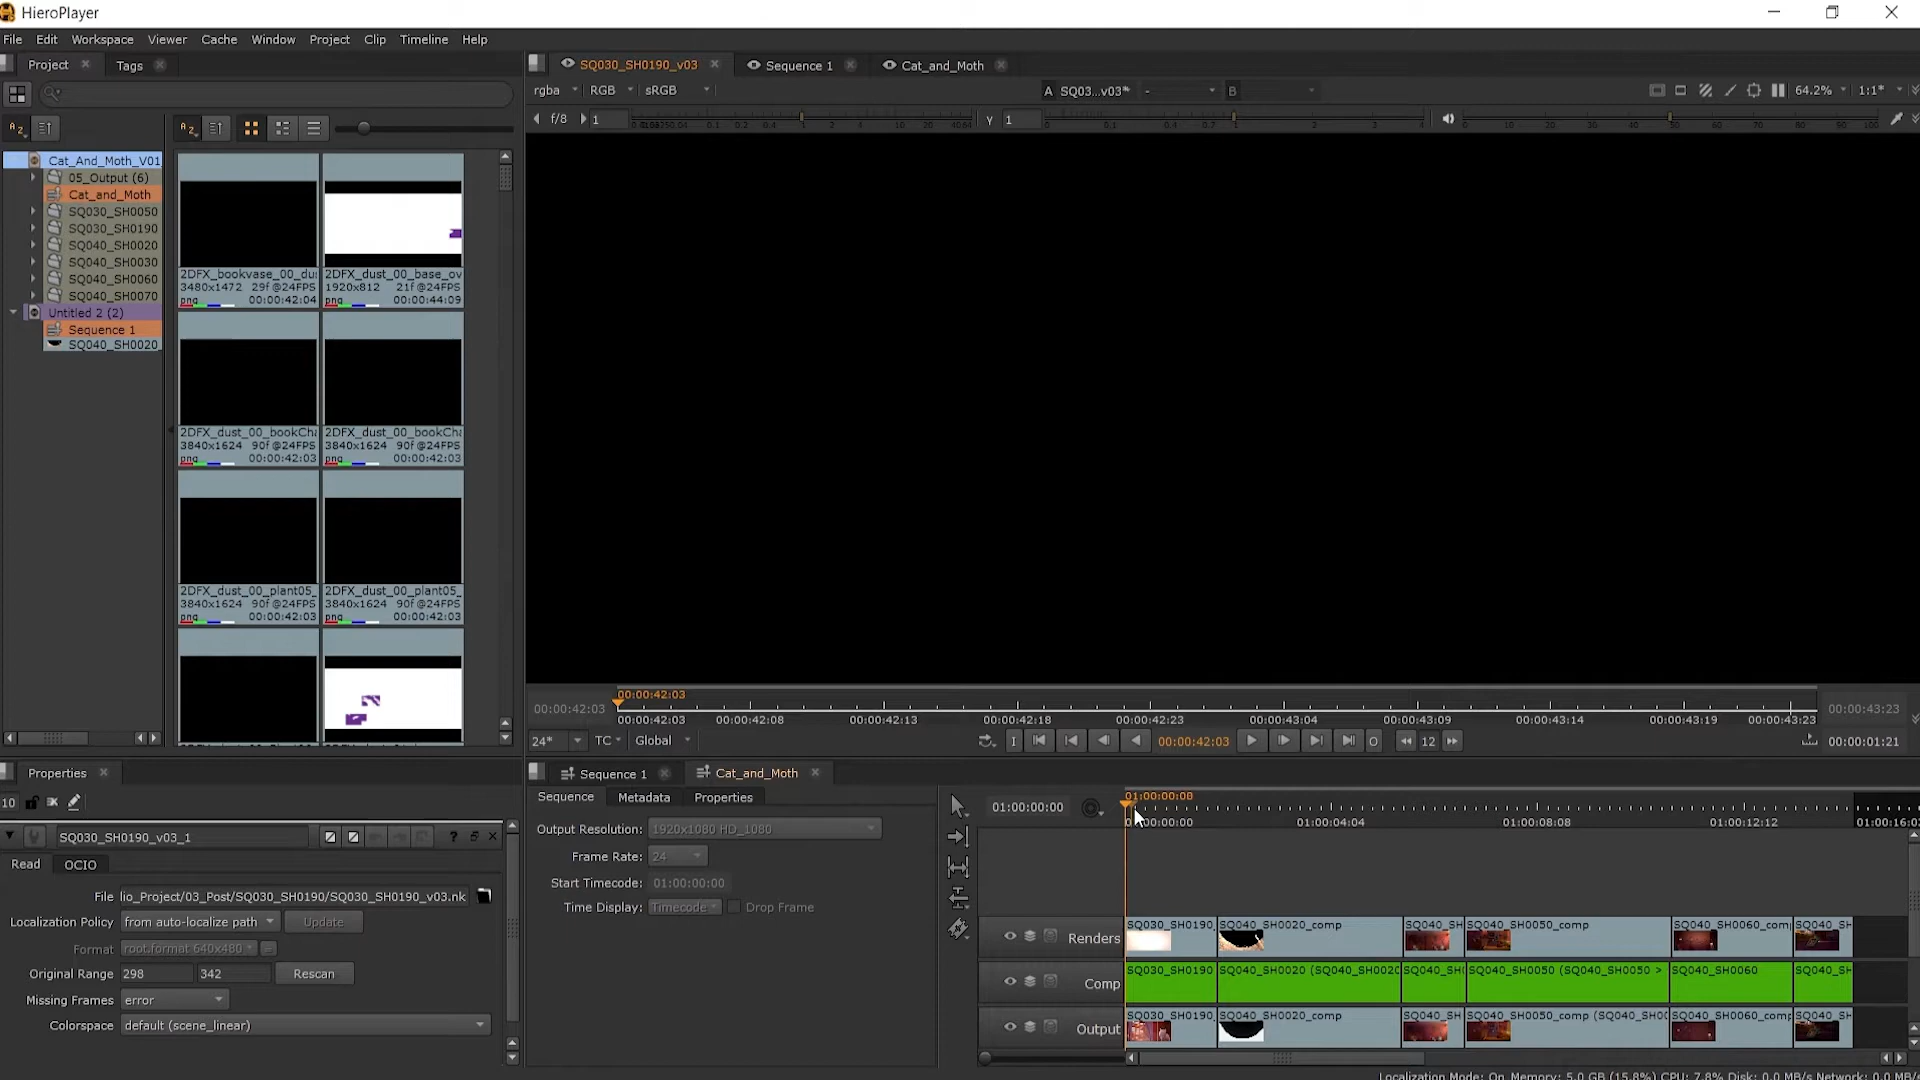 HieroPlayer
File Edit Workspace Viewer Cache Window Project Clip Timeline Help
Project Tags
SQ030_SH0190_v03 Sequence 1 Cat_and_Moth
rgba RGB sRGB A SQ03...v03* - B 64.2% 1:1*
f/8 1 γ 1
Cat_And_Moth_V01
05_Output (6)
Cat_and_Moth
SQ030_SH0050
SQ030_SH0190
SQ040_SH0020
SQ040_SH0030
SQ040_SH0060
SQ040_SH0070
Untitled 2 (2)
Sequence 1
SQ040_SH0020
2DFX_bookvase_00_du
3480x1472 29f @24FPS
png 00:00:42:04
2DFX_dust_00_base_ov
1920x812 21f @24FPS
png 00:00:44:09
2DFX_dust_00_bookCha
3840x1624 90f @24FPS
png 00:00:42:03
2DFX_dust_00_bookCha
3840x1624 90f @24FPS
png 00:00:42:03
2DFX_dust_00_plant05_
3840x1624 90f @24FPS
png 00:00:42:03
2DFX_dust_00_plant05_
3840x1624 90f @24FPS
png 00:00:42:03
00:00:42:03
00:00:42:03 00:00:43:23
00:00:42:03 00:00:42:08 00:00:42:13 00:00:42:18 00:00:42:23 00:00:43:04 00:00:43:09 00:00:43:14 00:00:43:19 00:00:43:23
24* TC Global I 00:00:42:03 O 12 00:00:01:21
Properties
10
SQ030_SH0190_v03_1
?
Read OCIO
File lio_Project/03_Post/SQ030_SH0190/SQ030_SH0190_v03.nk
Localization Policy from auto-localize path Update
Format root.format 640x480 =
Original Range 298 342 Rescan
Missing Frames error
Colorspace default (scene_linear)
Sequence 1 Cat_and_Moth
Sequence Metadata Properties
Output Resolution: 1920x1080 HD_1080
Frame Rate: 24
Start Timecode: 01:00:00:00
Time Display: Timecode Drop Frame
01:00:00:00 01:00:00:00
00:00:00 01:00:04:04 01:00:08:08 01:00:12:12 01:00:16:0
Renders SQ030_SH0190_ SQ040_SH0020_comp SQ040_SH SQ040_SH0050_comp SQ040_SH0060_comp SQ040_SH
Comp SQ030_SH0190 SQ040_SH0020 (SQ040_SH0020 SQ040_SH SQ040_SH0050 (SQ040_SH0050 > SQ040_SH0060 SQ040_SH
Output SQ030_SH0190_ SQ040_SH0020_comp SQ040_SH SQ040_SH0050_comp (SQ040_SH00 SQ040_SH0060_comp SQ040_SH
Localization Mode: On Memory: 5.0 GB (15.8%) CPU: 7.8% Disk: 0.0 MB/s Network: 0.0 MB/s